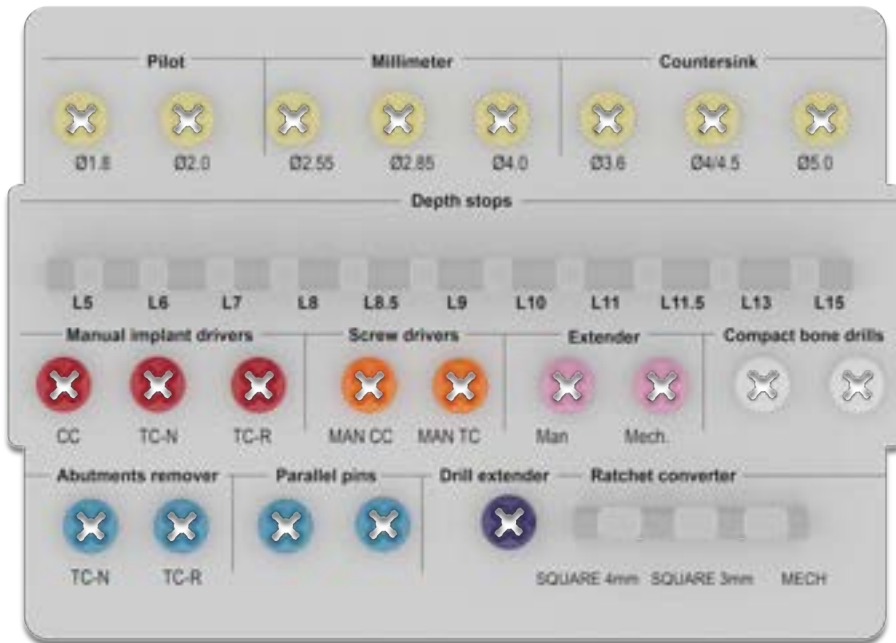 Pilot Millimeter Countersink
Ø1.8 Ø2.0 Ø2.55 Ø2.85 Ø4.0 Ø3.6 Ø4/4.5 Ø5.0
Depth stops
L5 L6 L7 L8 L8.5 L9 L10 L11 L11.5 L13 L15
Manual implant drivers Screw drivers Extender Compact bone drills
CC TC-N TC-R MAN CC MAN TC Man Mech.
Abutments remover Parallel pins Drill extender Ratchet converter
TC-N TC-R SQUARE 4mm SQUARE 3mm MECH